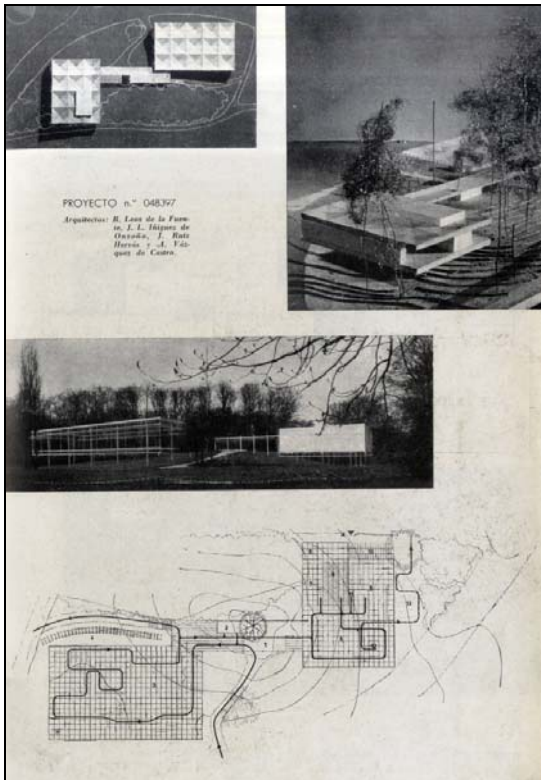 PROYECTO n.º 048397
Arquitectos: R. Leoz de la Fuen-
te, J. L. Iñiguez de
Onzoño, J. Ruiz
Hervás y A. Váz-
quez de Castro.